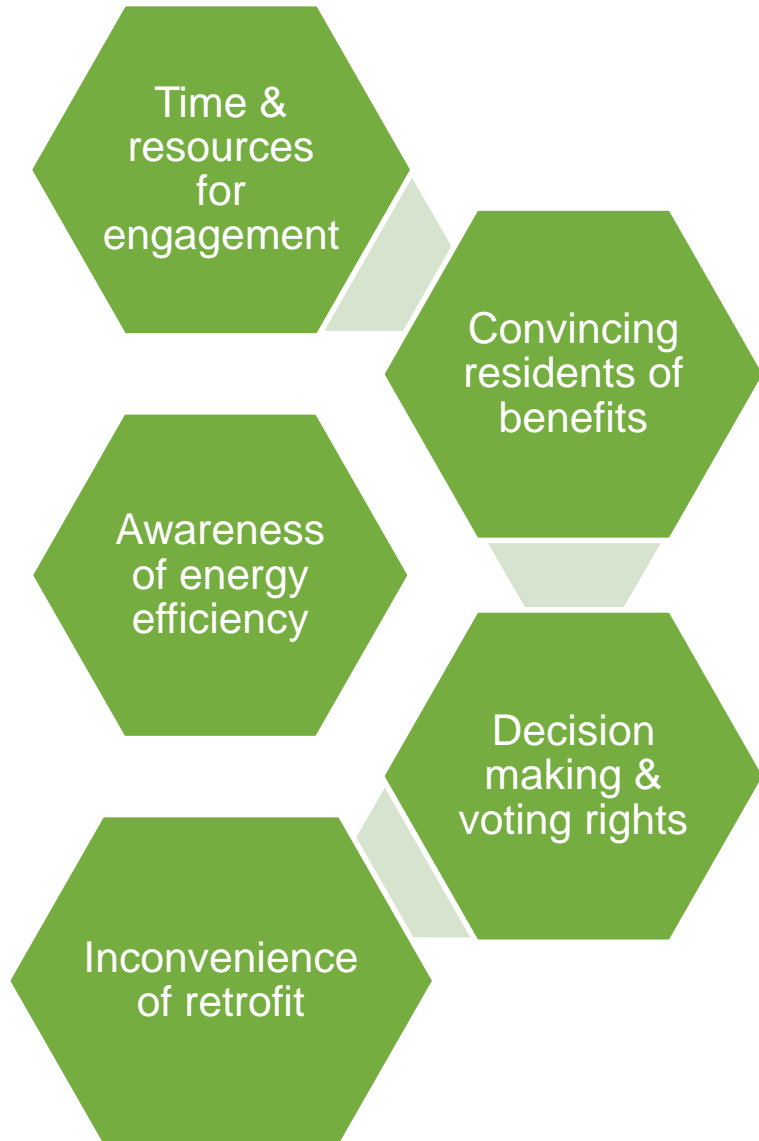 Time &
resources
for
engagement
Convincing
residents of
benefits
Awareness
of energy
efficiency
Decision
making &
voting rights
Inconvenience
of retrofit